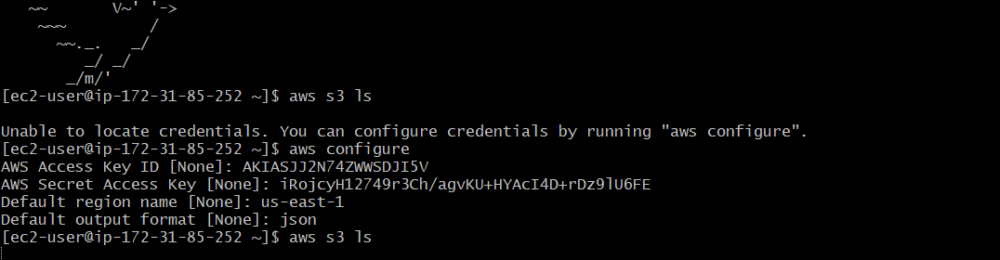 ~~       V~' '->
~~~         /
~~._.   _/
_/ _/
_/m/'
[ec2-user@ip-172-31-85-252 ~]$ aws s3 ls
Unable to locate credentials. You can configure credentials by running "aws configure".
[ec2-user@ip-172-31-85-252 ~]$ aws configure
AWS Access Key ID [None]: AKIASJJ2N74ZWWSDJI5V
AWS Secret Access Key [None]: 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
Default region name [None]: us-east-1
Default output format [None]: json
[ec2-user@ip-172-31-85-252 ~]$ aws s3 ls